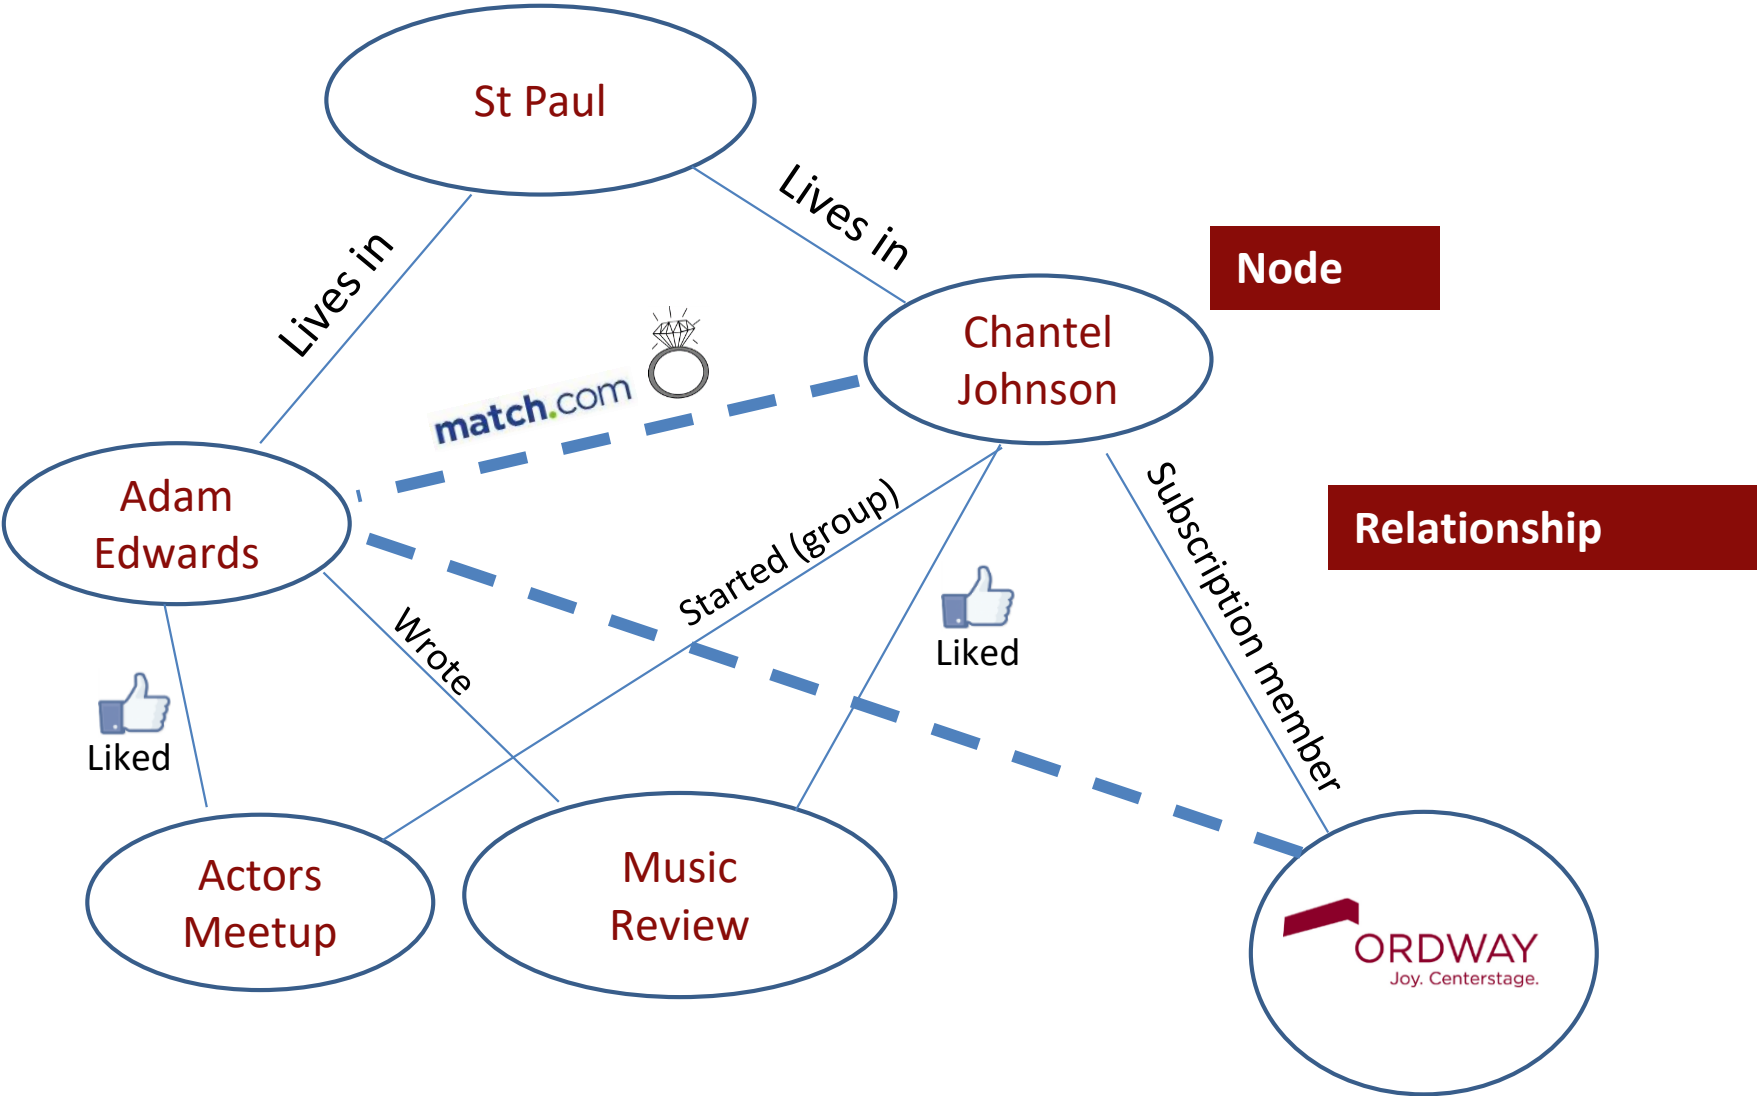 St Paul
Lives in
Lives in
Node
Chantel
Johnson
match.com
Adam
Edwards
Started (group)
Subscription member
Relationship
Wrote
Liked
Liked
Actors
Meetup
Music
Review
ORDWAY
Joy. Centerstage.